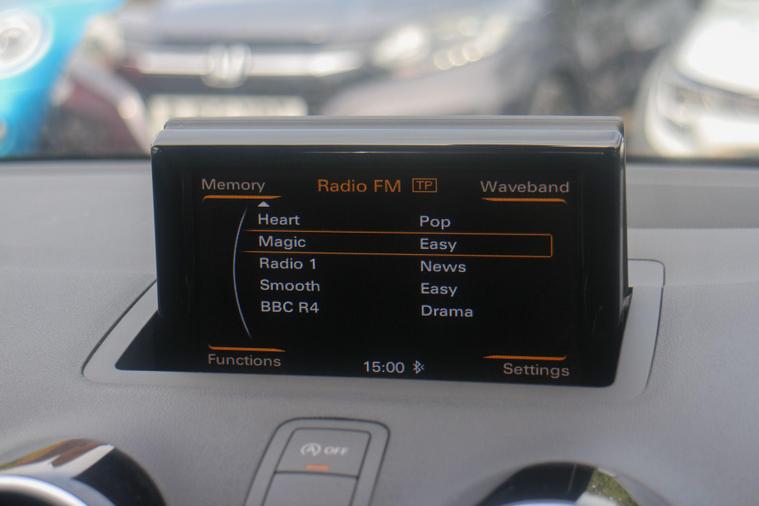 Memory Radio FM TP Waveband
Heart Pop
Magic Easy
Radio 1 News
Smooth Easy
BBC R4 Drama
Functions 15:00 Settings
A OFF